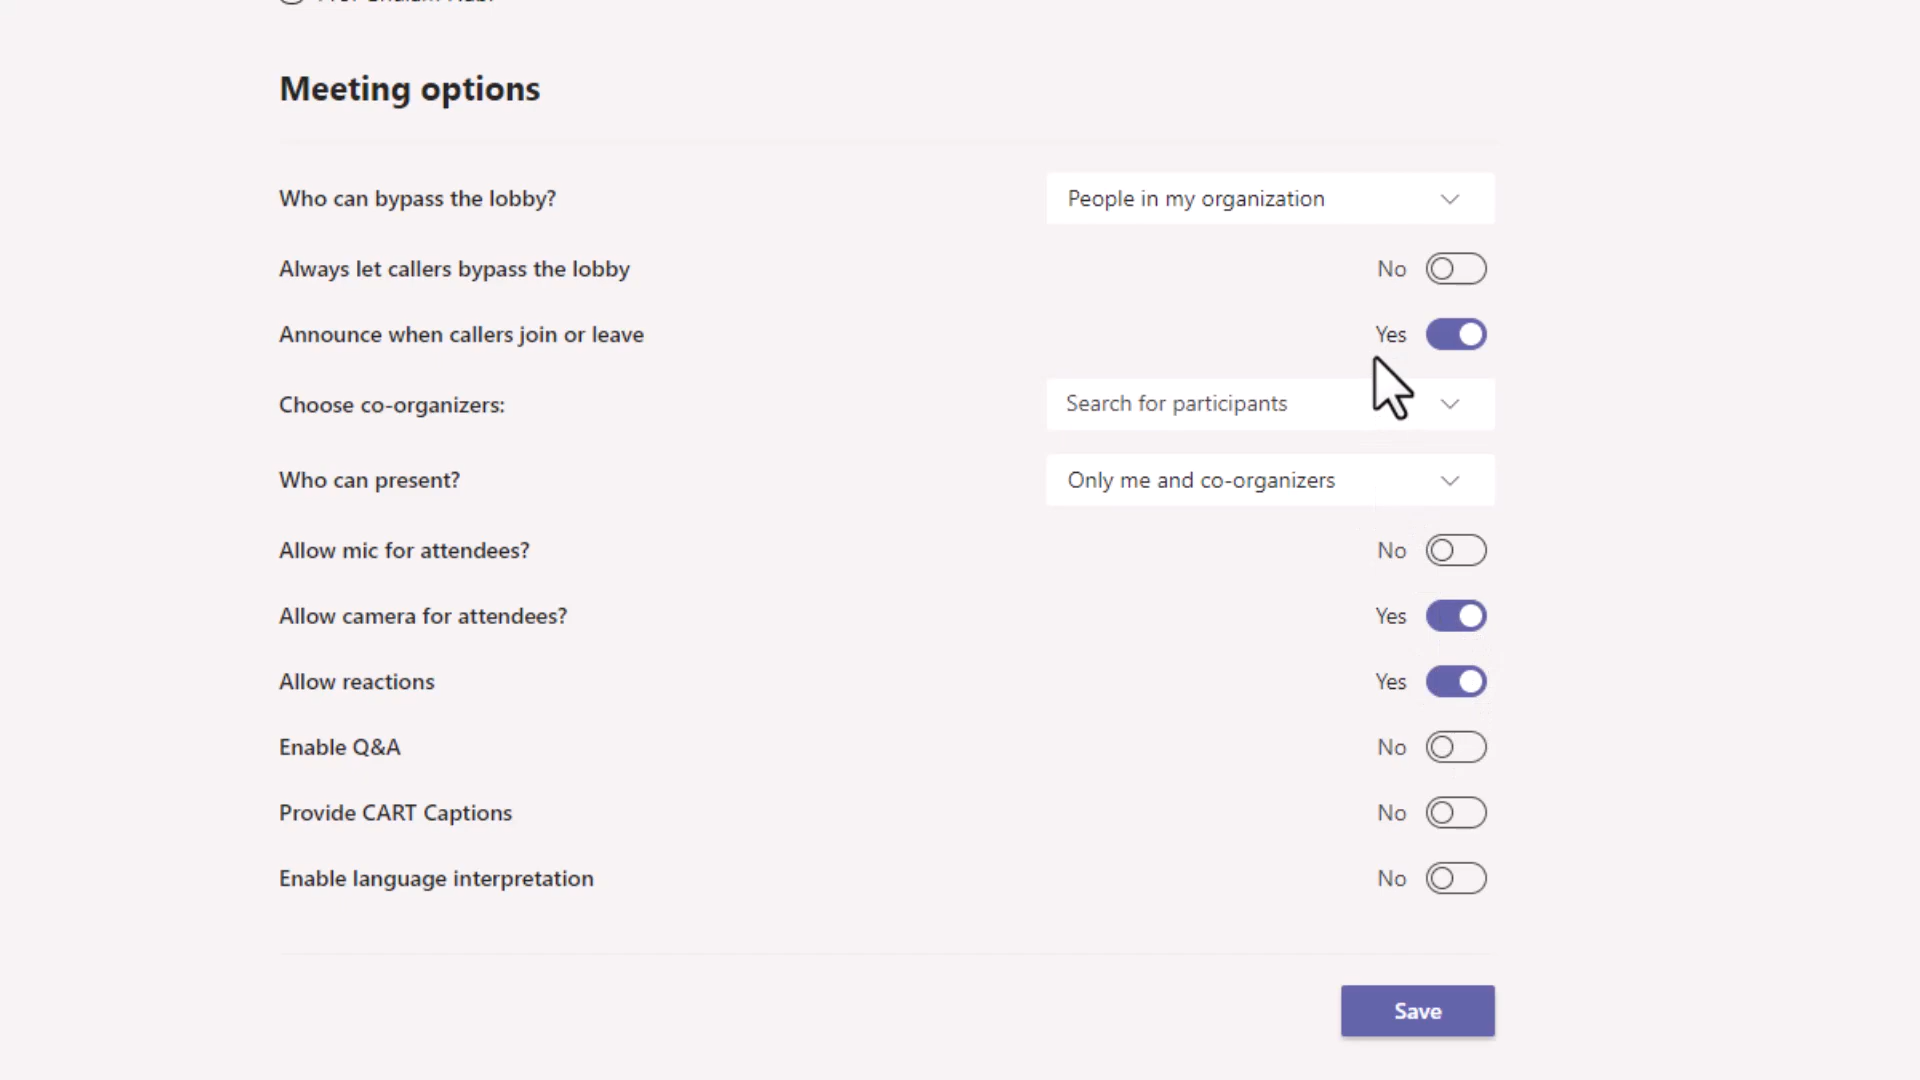 Meeting options
Who can bypass the lobby? People in my organization
Always let callers bypass the lobby No
Announce when callers join or leave Yes
Choose co-organizers: Search for participants
Who can present? Only me and co-organizers
Allow mic for attendees? No
Allow camera for attendees? Yes
Allow reactions Yes
Enable Q&A No
Provide CART Captions No
Enable language interpretation No
Save